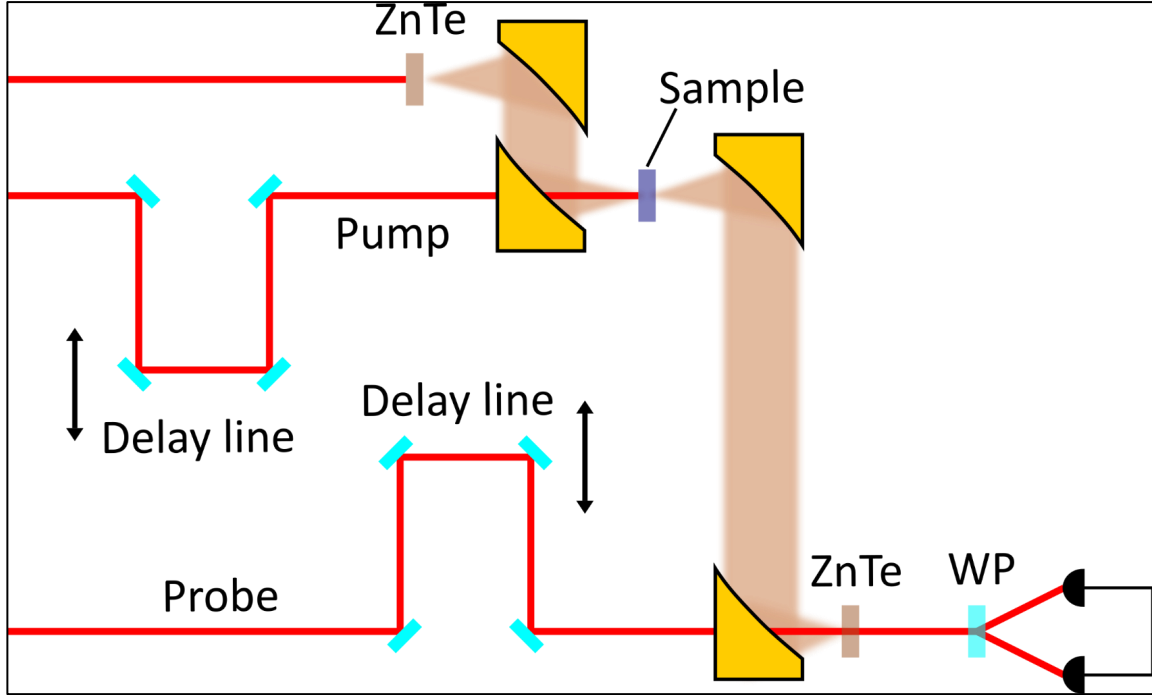 ZnTe
Sample
Pump
Delay line
Delay line
Probe
ZnTe
WP